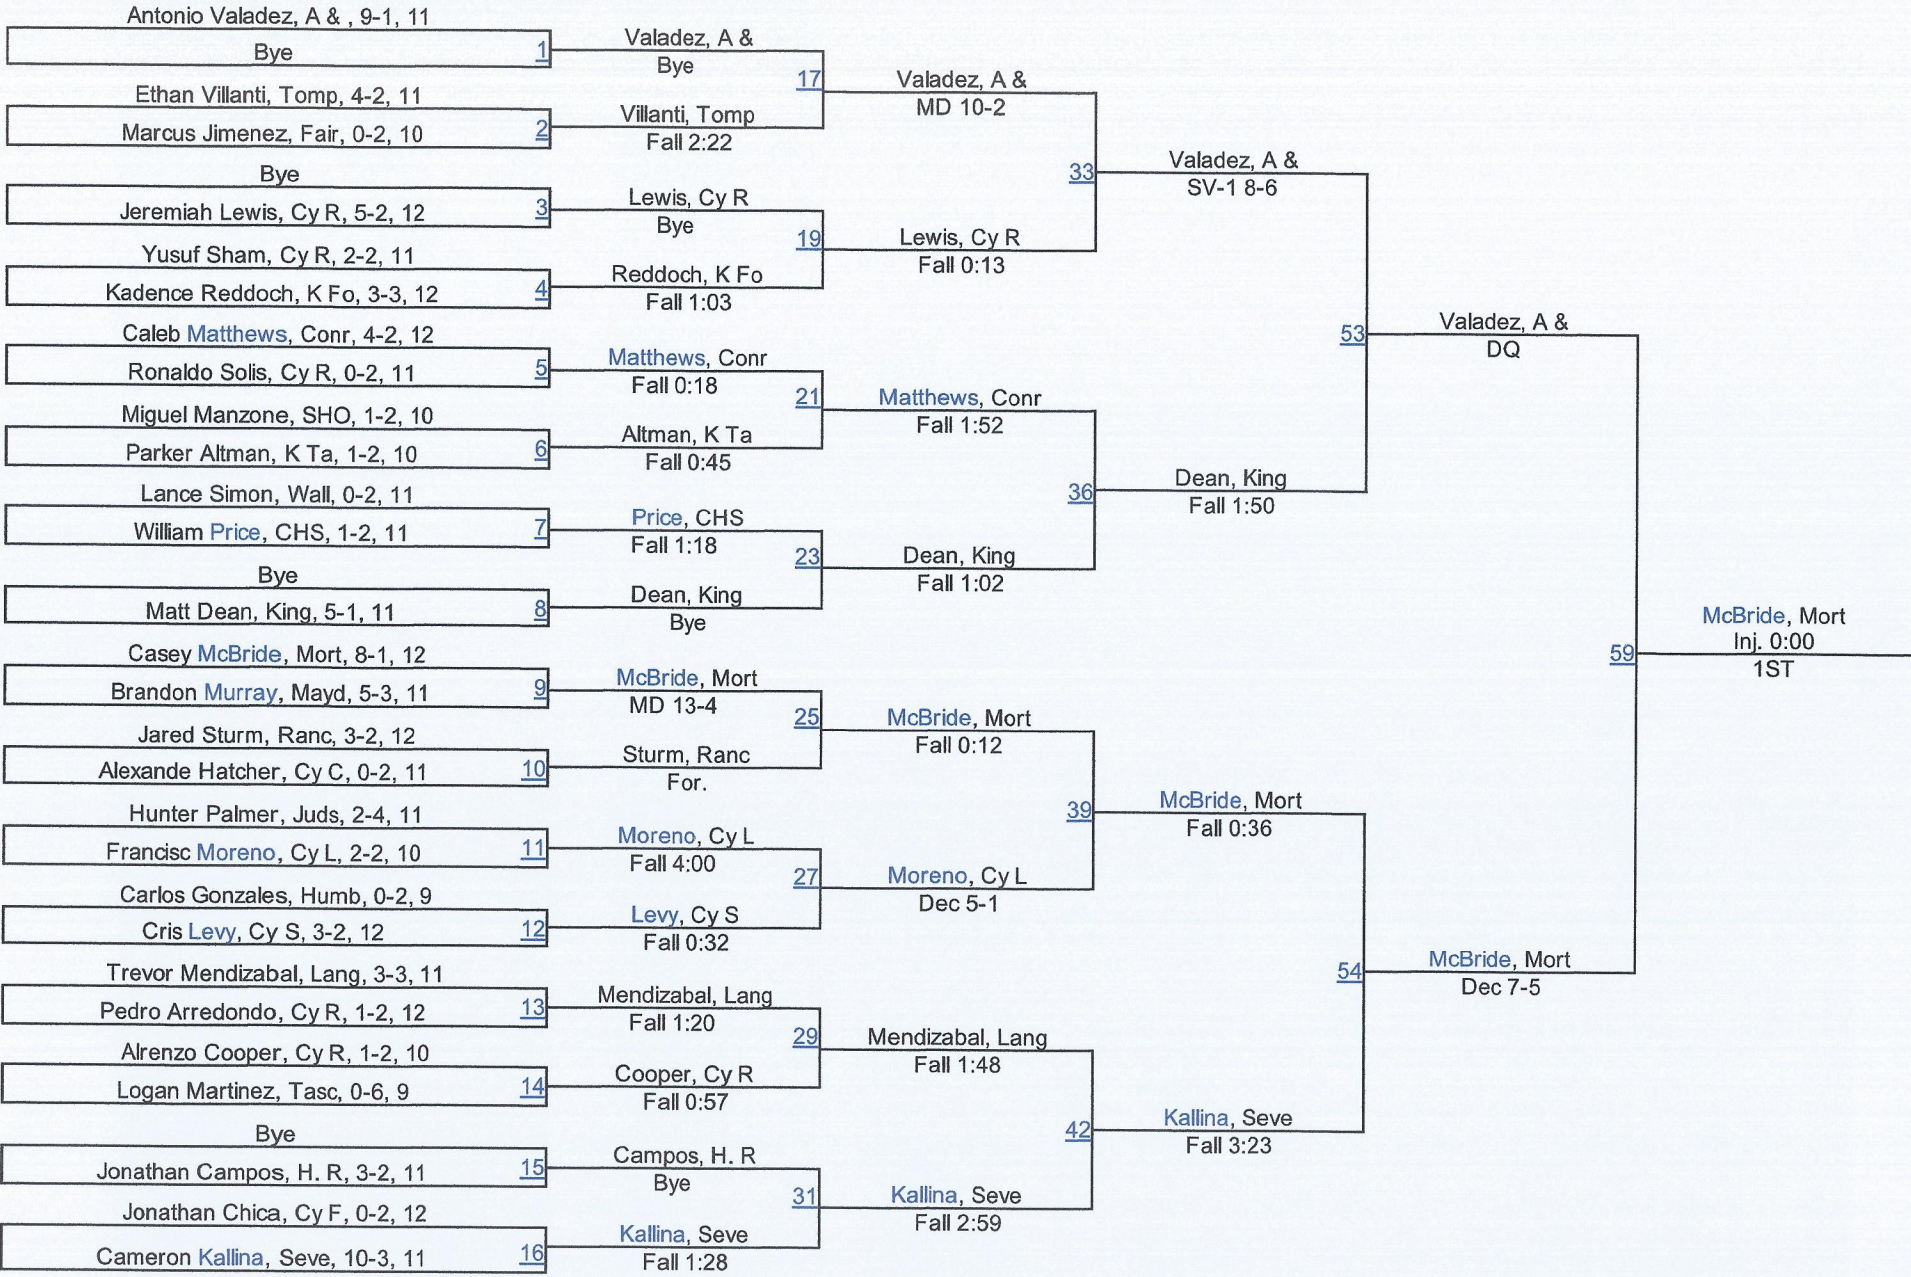 Antonio Valadez, A & , 9-1, 11
Bye
1
Ethan Villanti, Tomp, 4-2, 11
Marcus Jimenez, Fair, 0-2, 10
2
Bye
Jeremiah Lewis, Cy R, 5-2, 12
3
Yusuf Sham, Cy R, 2-2, 11
Kadence Reddoch, K Fo, 3-3, 12
4
Caleb Matthews, Conr, 4-2, 12
Ronaldo Solis, Cy R, 0-2, 11
5
Miguel Manzone, SHO, 1-2, 10
Parker Altman, K Ta, 1-2, 10
6
Lance Simon, Wall, 0-2, 11
William Price, CHS, 1-2, 11
7
Bye
Matt Dean, King, 5-1, 11
8
Casey McBride, Mort, 8-1, 12
Brandon Murray, Mayd, 5-3, 11
9
Jared Sturm, Ranc, 3-2, 12
Alexande Hatcher, Cy C, 0-2, 11
10
Hunter Palmer, Juds, 2-4, 11
Francisc Moreno, Cy L, 2-2, 10
11
Carlos Gonzales, Humb, 0-2, 9
Cris Levy, Cy S, 3-2, 12
12
Trevor Mendizabal, Lang, 3-3, 11
Pedro Arredondo, Cy R, 1-2, 12
13
Alrenzo Cooper, Cy R, 1-2, 10
Logan Martinez, Tasc, 0-6, 9
14
Bye
Jonathan Campos, H. R, 3-2, 11
15
Jonathan Chica, Cy F, 0-2, 12
Cameron Kallina, Seve, 10-3, 11
16
Valadez, A &
Bye
17
Villanti, Tomp
Fall 2:22
Lewis, Cy R
Bye
19
Reddoch, K Fo
Fall 1:03
Matthews, Conr
Fall 0:18
21
Altman, K Ta
Fall 0:45
Price, CHS
Fall 1:18
23
Dean, King
Bye
McBride, Mort
MD 13-4
25
Sturm, Ranc
For.
Moreno, Cy L
Fall 4:00
27
Levy, Cy S
Fall 0:32
Mendizabal, Lang
Fall 1:20
29
Cooper, Cy R
Fall 0:57
Campos, H. R
Bye
31
Kallina, Seve
Fall 1:28
Valadez, A &
MD 10-2
33
Lewis, Cy R
Fall 0:13
Matthews, Conr
Fall 1:52
36
Dean, King
Fall 1:02
McBride, Mort
Fall 0:12
39
Moreno, Cy L
Dec 5-1
Mendizabal, Lang
Fall 1:48
42
Kallina, Seve
Fall 2:59
Valadez, A &
SV-1 8-6
53
Dean, King
Fall 1:50
McBride, Mort
Fall 0:36
54
Kallina, Seve
Fall 3:23
Valadez, A &
DQ
59
McBride, Mort
Dec 7-5
McBride, Mort
Inj. 0:00
1ST